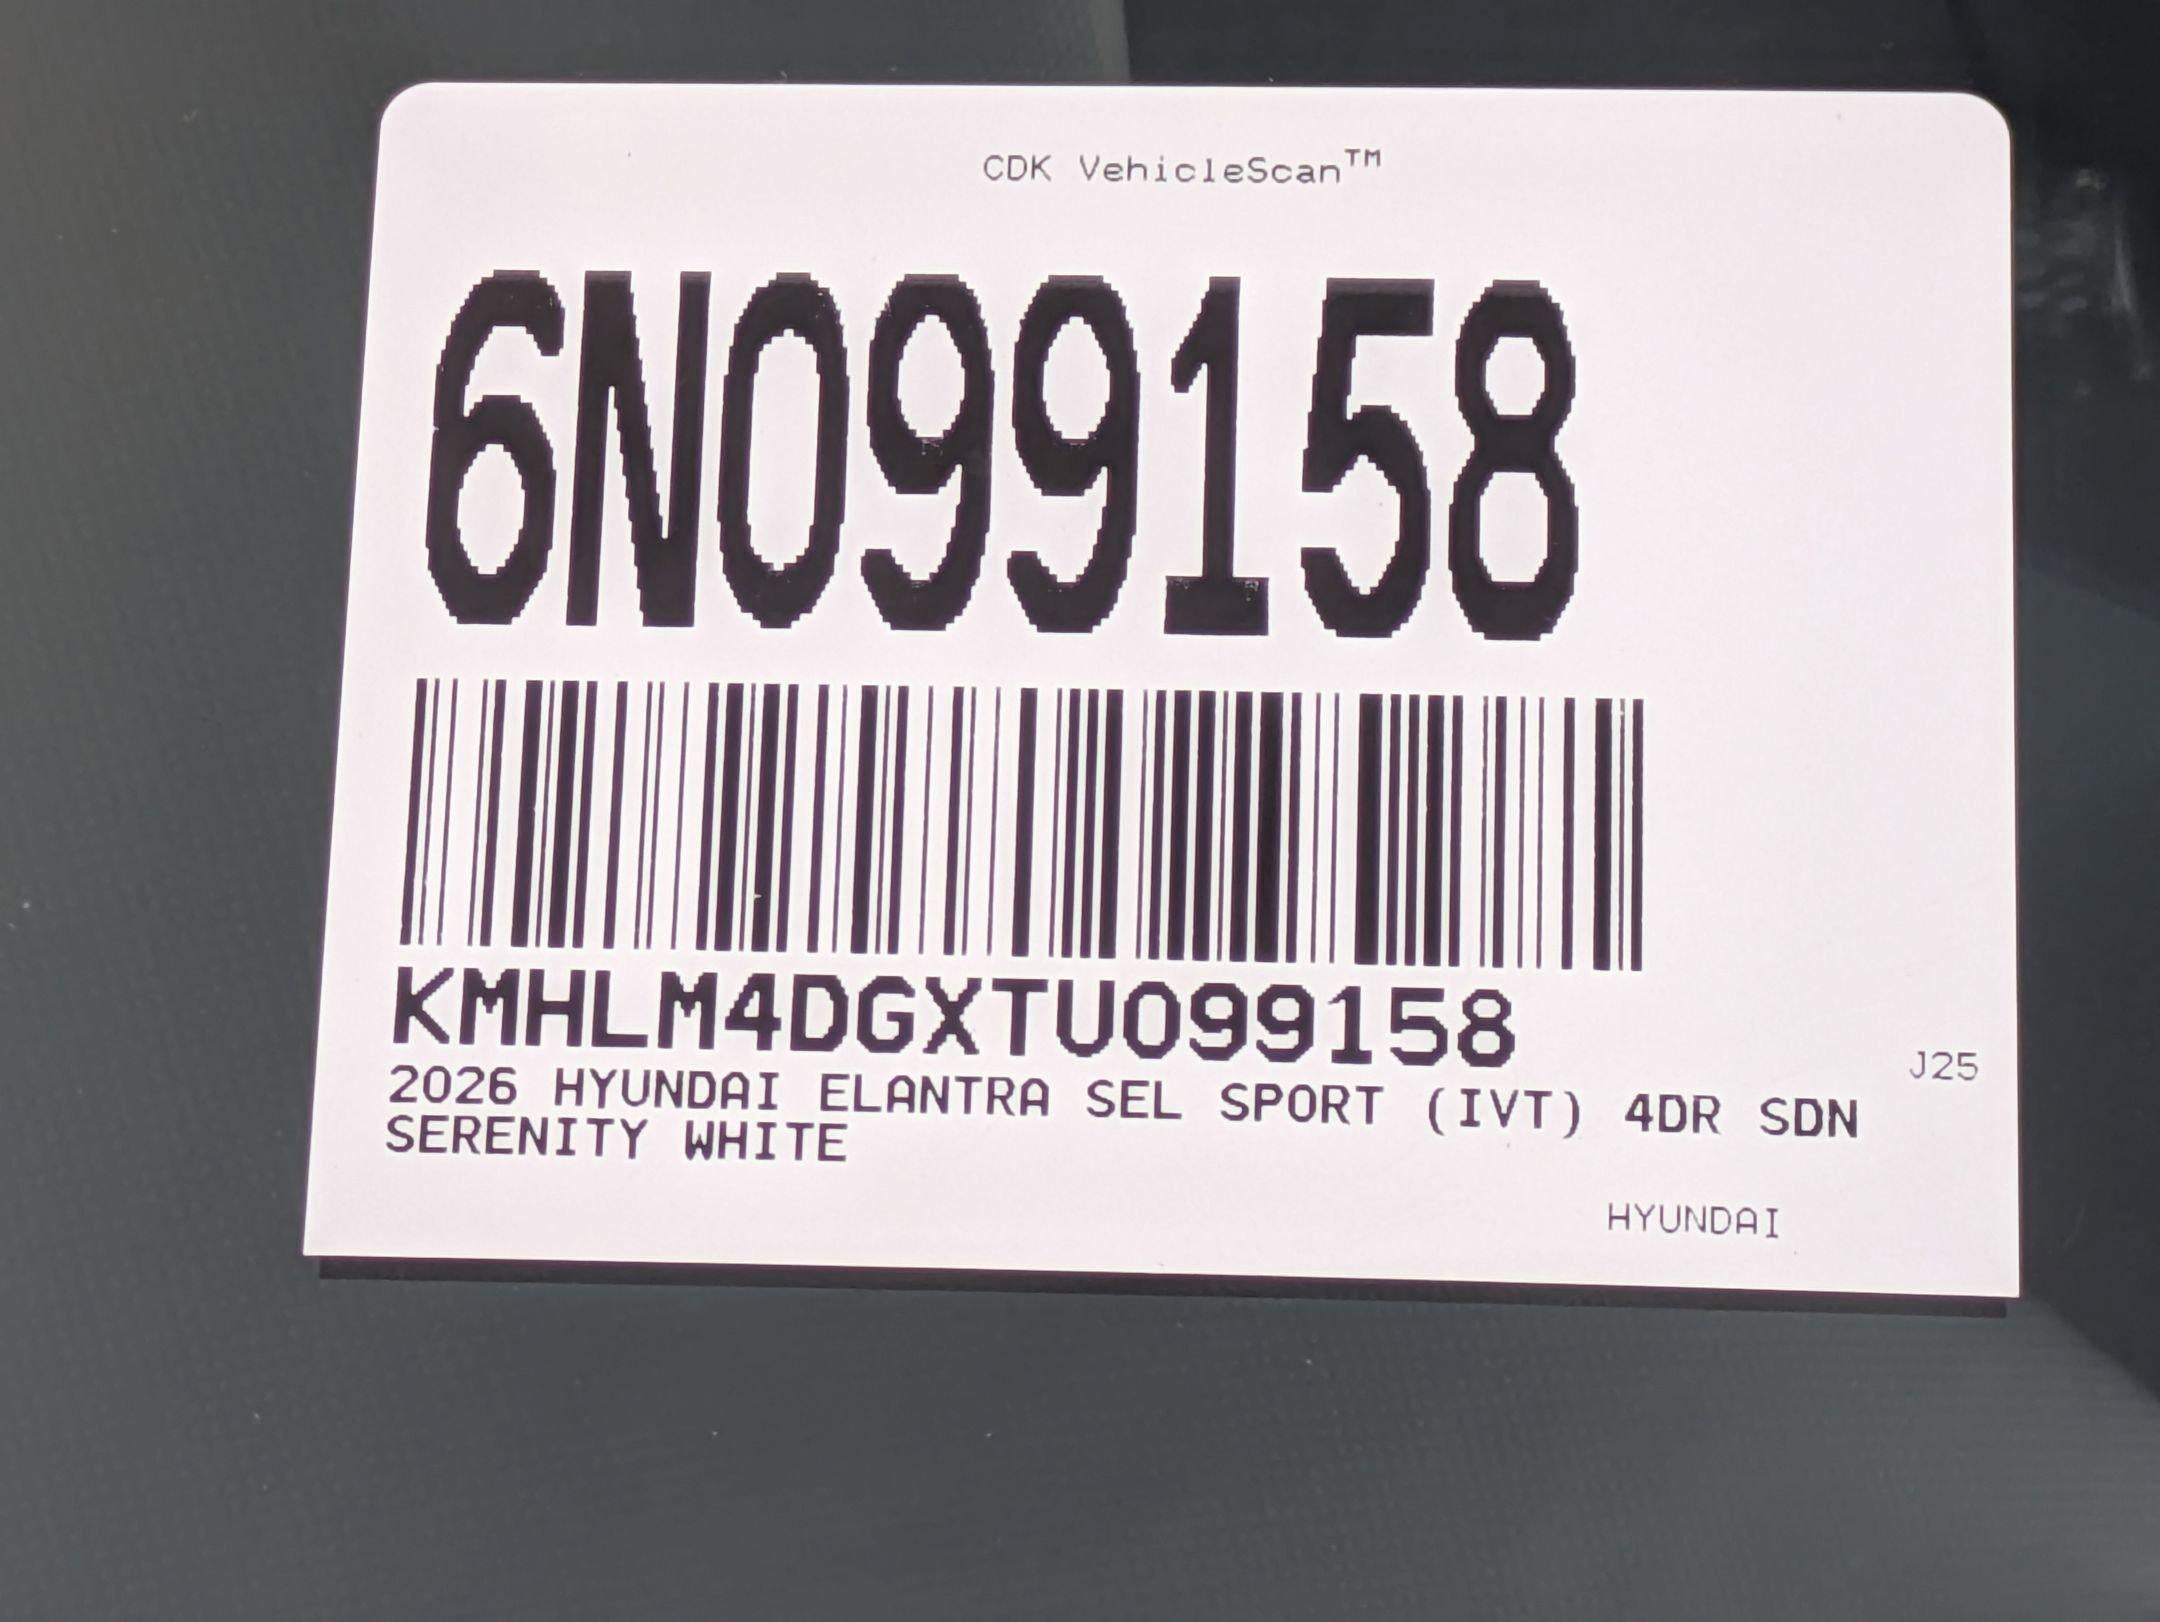 CDK VehicleScan™
6N099158
KMHLM4DGXTU099158
J25
2026 HYUNDAI ELANTRA SEL SPORT (IVT) 4DR SDN
SERENITY WHITE
HYUNDAI